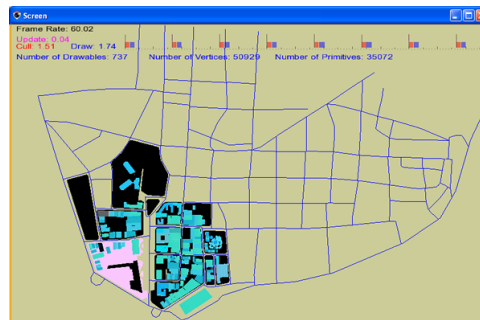 Screen
Frame Rate: 60.02
Update: 0.04
Cull: 1.51 Draw: 1.74
Number of Drawables: 737 Number of Vertices: 50929 Number of Primitives: 35072